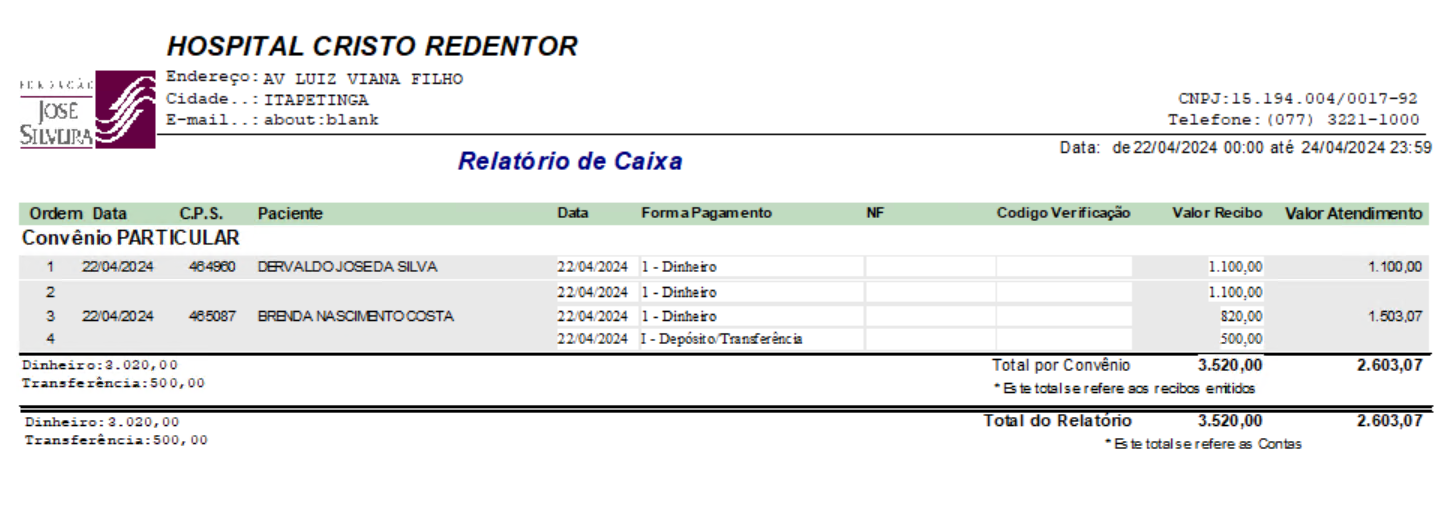 HOSPITAL CRISTO REDENTOR
FUNDAÇÃO
JOSÉ
SILVEIRA
Endereço: AV LUIZ VIANA FILHO
Cidade..: ITAPETINGA
E-mail..: about:blank
CNPJ:15.194.004/0017-92
Telefone:(077) 3221-1000
Relatório de Caixa
Data: de 22/04/2024 00:00 até 24/04/2024 23:59
Ordem Data C.P.S. Paciente Data Forma Pagamento NF Codigo Verificação Valor Recibo Valor Atendimento
Convênio PARTICULAR
1 22/04/2024 464960 DERVALDO JOSE DA SILVA 22/04/2024 1 - Dinheiro 1.100,00 1.100,00
2 22/04/2024 1 - Dinheiro 1.100,00
3 22/04/2024 465087 BRENDA NASCIMENTO COSTA 22/04/2024 1 - Dinheiro 820,00 1.503,07
4 22/04/2024 I - Depósito/Transferência 500,00
Dinheiro:3.020,00 Total por Convênio 3.520,00 2.603,07
Transferência:500,00 * Este total se refere aos recibos emitidos
Dinheiro:3.020,00 Total do Relatório 3.520,00 2.603,07
Transferência:500,00 * Este total se refere as Contas